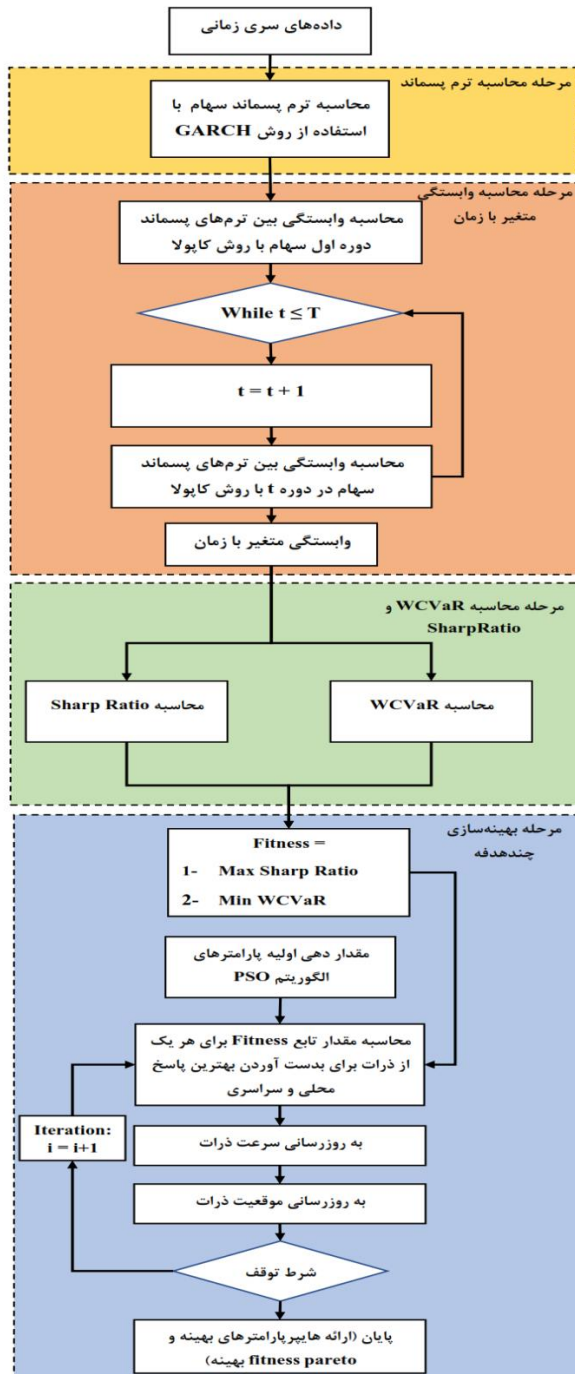 داده‌های سری زمانی
مرحله محاسبه ترم پسماند
محاسبه ترم پسماند سهام با
استفاده از روش GARCH
مرحله محاسبه وابستگی
متغیر با زمان
محاسبه وابستگی بین ترم‌های پسماند
دوره اول سهام با روش کاپولا
While t ≤ T
t = t + 1
محاسبه وابستگی بین ترم‌های پسماند
سهام در دوره t با روش کاپولا
وابستگی متغیر با زمان
مرحله محاسبه WCVaR و
SharpRatio
محاسبه WCVaR
محاسبه Sharp Ratio
مرحله بهینه‌سازی
چندهدفه
Fitness =
1- Max Sharp Ratio
2- Min WCVaR
مقدار دهی اولیه پارامترهای
الگوریتم PSO
محاسبه مقدار تابع Fitness برای هر یک
از ذرات برای بدست آوردن بهترین پاسخ
محلی و سراسری
Iteration:
i = i+1
به روزرسانی سرعت ذرات
به روزرسانی موقعیت ذرات
شرط توقف
پایان (ارائه هایپرپارامترهای بهینه و
fitness pareto بهینه)